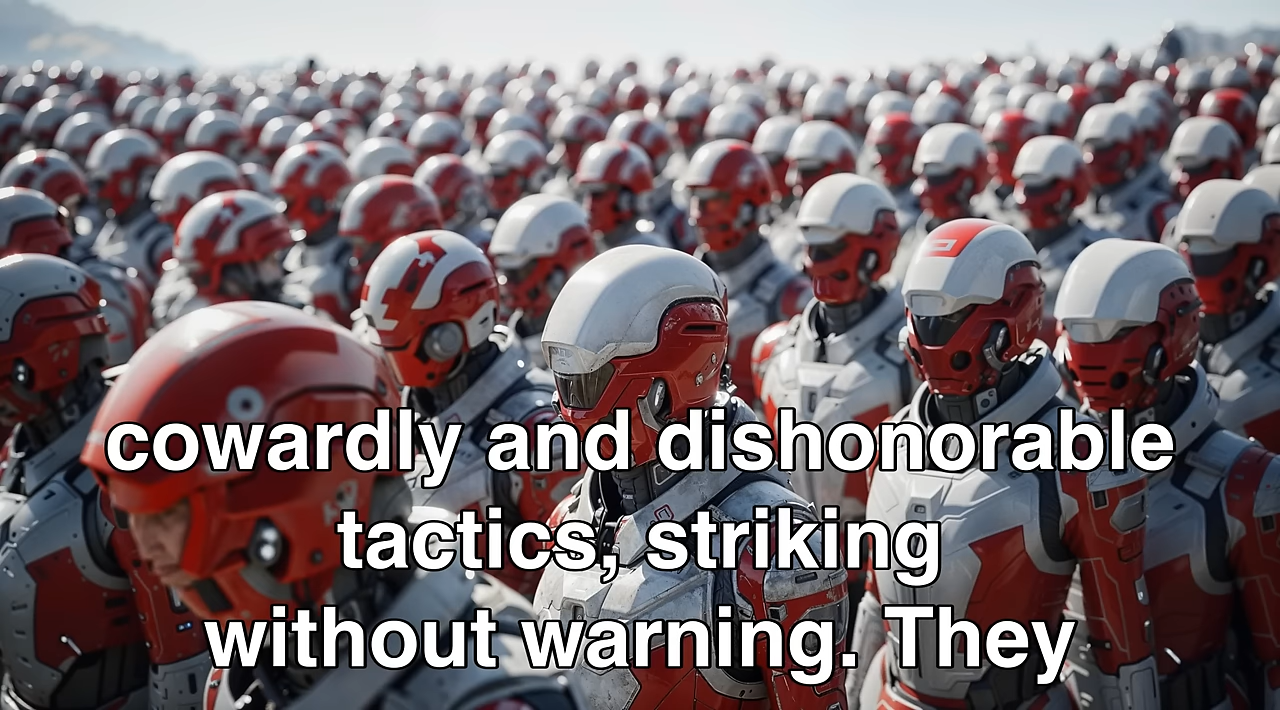 cowardly and dishonorable
tactics, striking
without warning. They